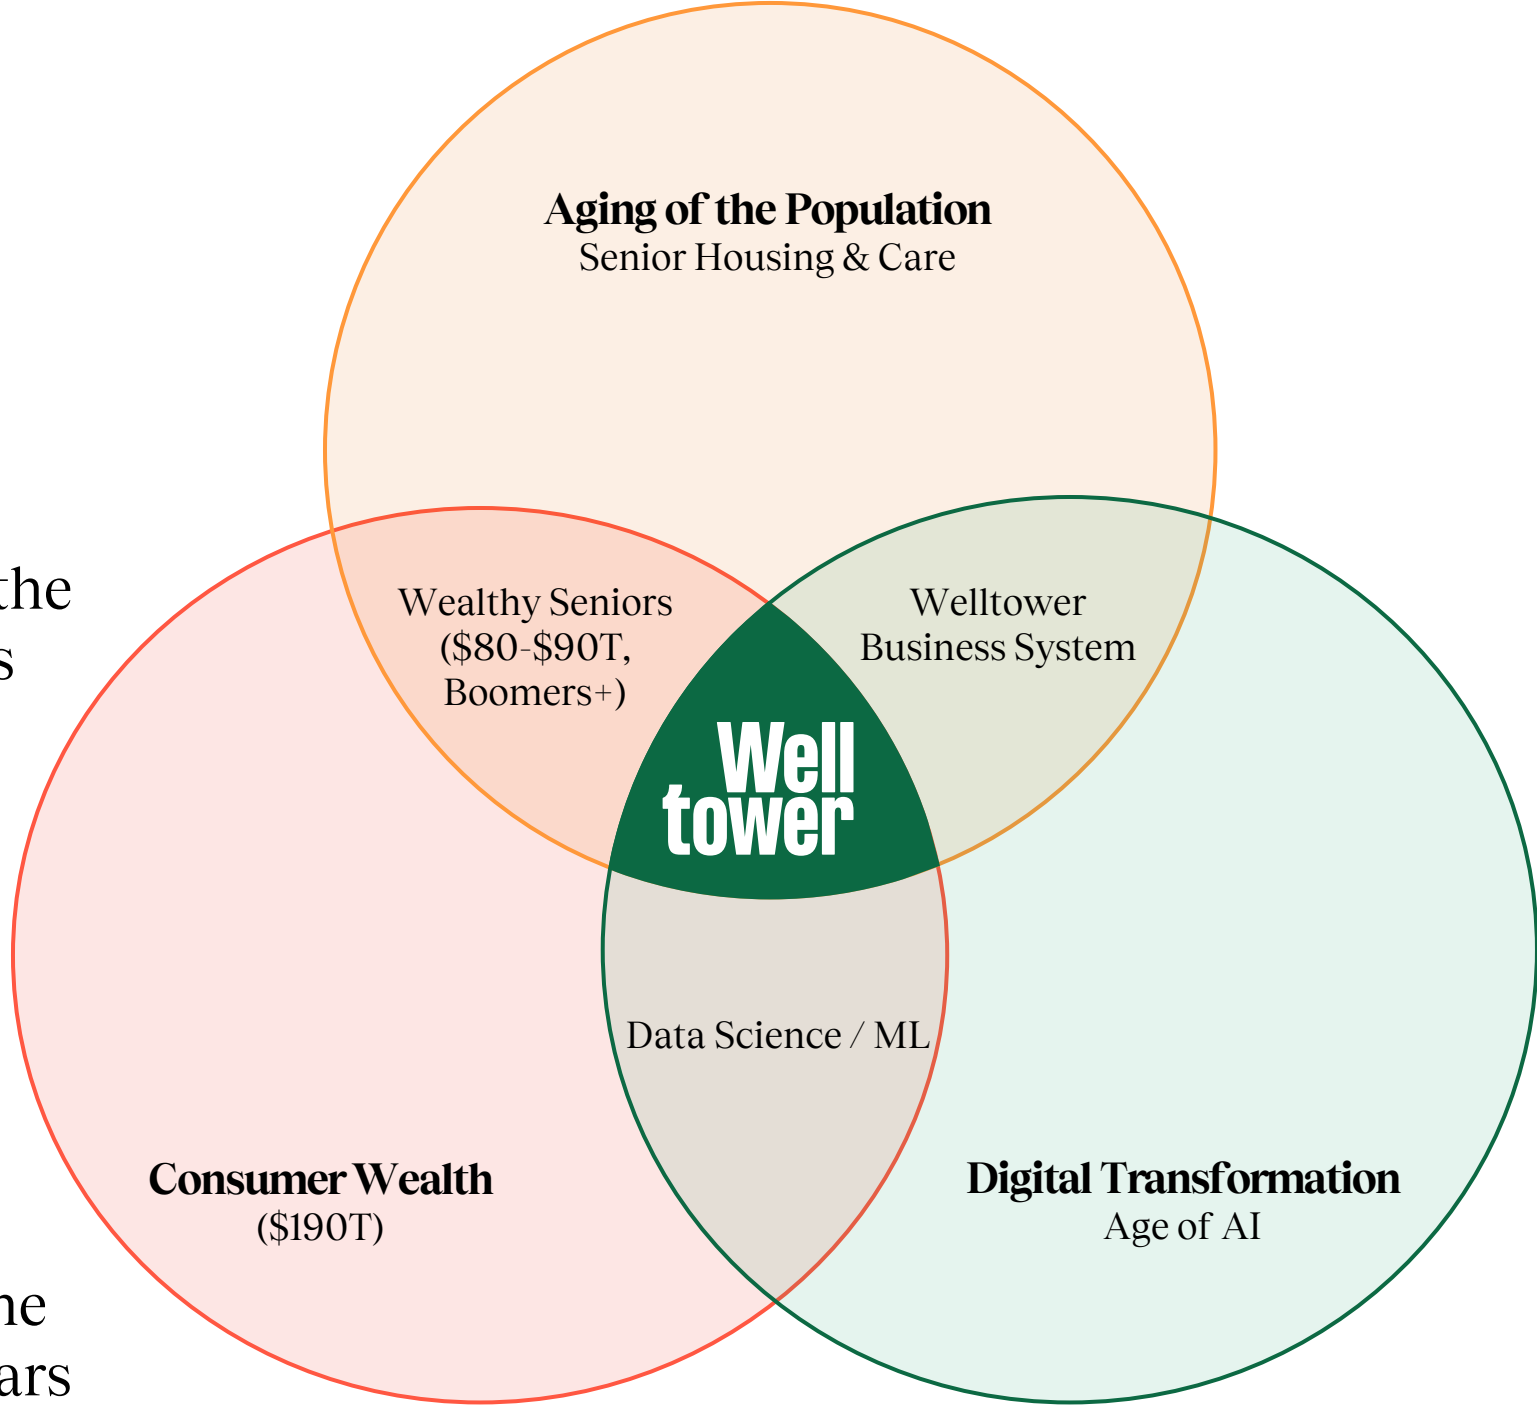 Aging of the Population
Senior Housing & Care
the
s
Wealthy Seniors
($80-$90T,
Boomers+)
Welltower
Business System
Well
tower
Data Science / ML
Consumer Wealth
($190T)
Digital Transformation
Age of AI
ne
ars